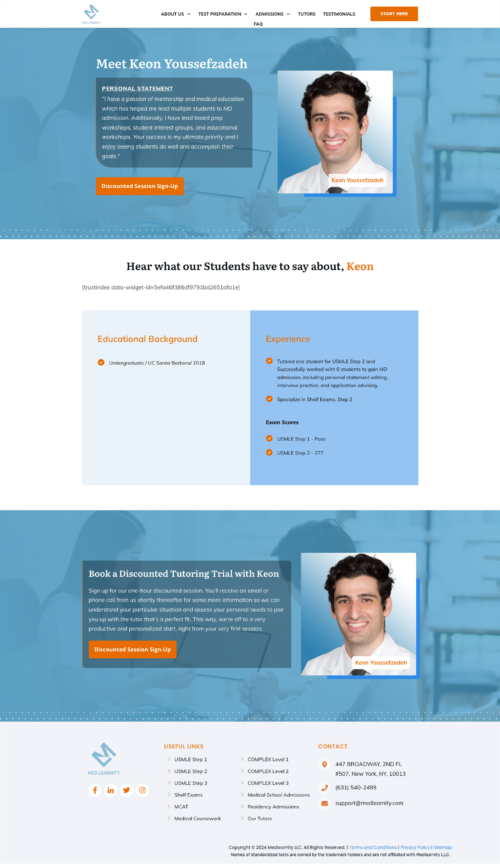 ABOUT US
TEST PREPARATION
ADMISSIONS
TUTORS
TESTIMONIALS
FAQ
START HERE
MED LEARNITY
Meet Keon Youssefzadeh
PERSONAL STATEMENT
"I have a passion of mentorship and medical education
which has helped me lead multiple students to MD
admission. Additionally, I have lead board prep
workshops, student interest groups, and educational
workshops. Your success is my ultimate priority and I
enjoy seeing students do well and accomplish their
goals."
Discounted Session Sign-Up
Keon Youssefzadeh
Hear what our Students have to say about, Keon
Educational Background
Undergraduate / UC Santa Barbara/ 2018
Experience
Tutored one student for USMLE Step 2 and
Successfully worked with 6 students to gain MD
admission, including personal statement editing,
interview practice, and application advising.
Specialize in Shelf Exams, Step 2
Exam Scores
USMLE Step 1 - Pass
USMLE Step 2 - 277
Book a Discounted Tutoring Trial with Keon
Sign up for our one-hour discounted session. You'll receive an email or
phone call from us shortly thereafter for some more information so we can
understand your particular situation and assess your personal needs to pair
you up with the tutor that's a perfect fit. This way, we're off to a very
productive and personalized start, right from your very first session.
Discounted Session Sign-Up
Keon Youssefzadeh
MED LEARNITY
USEFUL LINKS
USMLE Step 1
USMLE Step 2
USMLE Step 3
Shelf Exams
MCAT
Medical Coursework
COMPLEX Level 1
COMPLEX Level 2
COMPLEX Level 3
Medical School Admissions
Residency Admissions
Our Tutors
CONTACT
447 BROADWAY, 2ND FL
#507, New York, NY, 10013
(631) 540-2499
support@medlearnity.com
Copyright © 2024 Medlearnity LLC. All Rights Reserved. | Terms and Conditions | Privacy Policy | Sitemap
Names of standardized tests are owned by the trademark holders and are not affiliated with Medlearnity LLC.